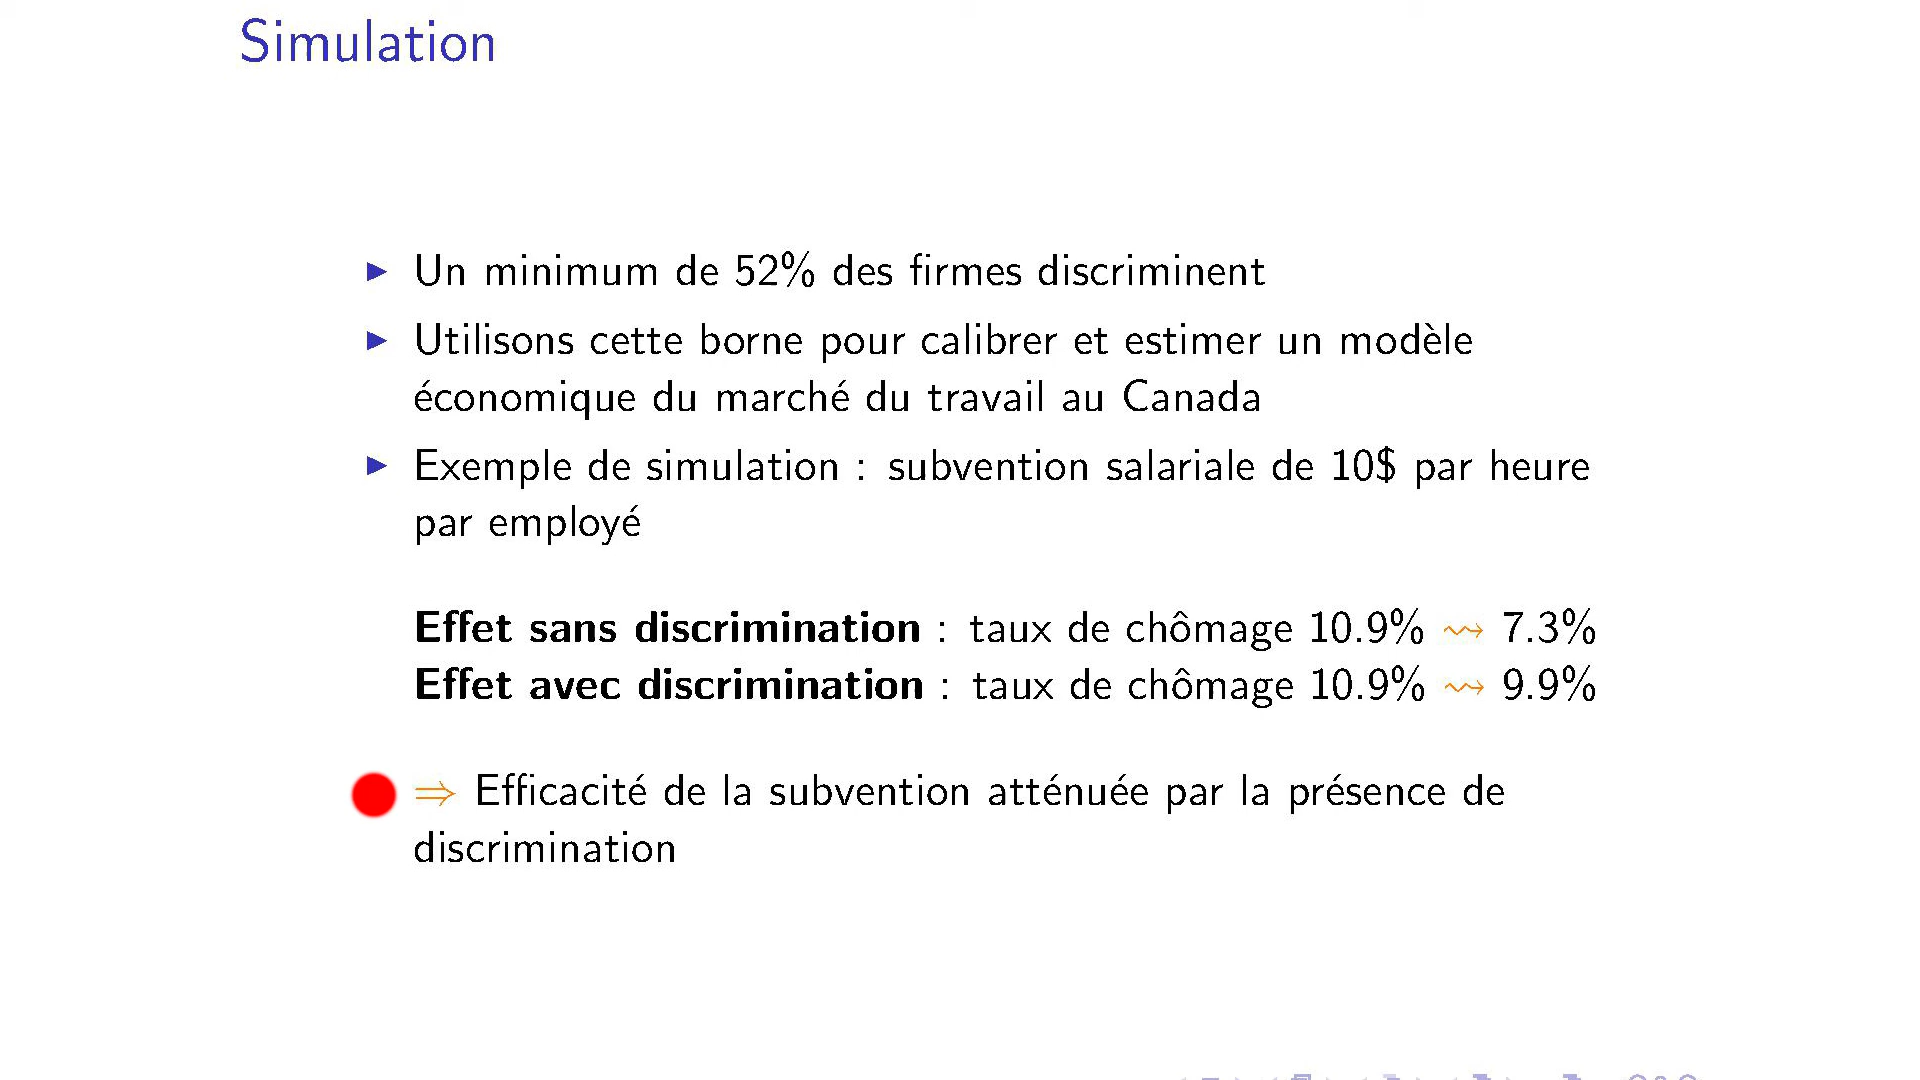 Simulation
Un minimum de 52% des firmes discriminent
Utilisons cette borne pour calibrer et estimer un modèle
économique du marché du travail au Canada
Exemple de simulation : subvention salariale de 10$ par heure
par employé
Effet sans discrimination : taux de chômage 10.9% ⇝ 7.3%
Effet avec discrimination : taux de chômage 10.9% ⇝ 9.9%
⇒ Efficacité de la subvention atténuée par la présence de
discrimination